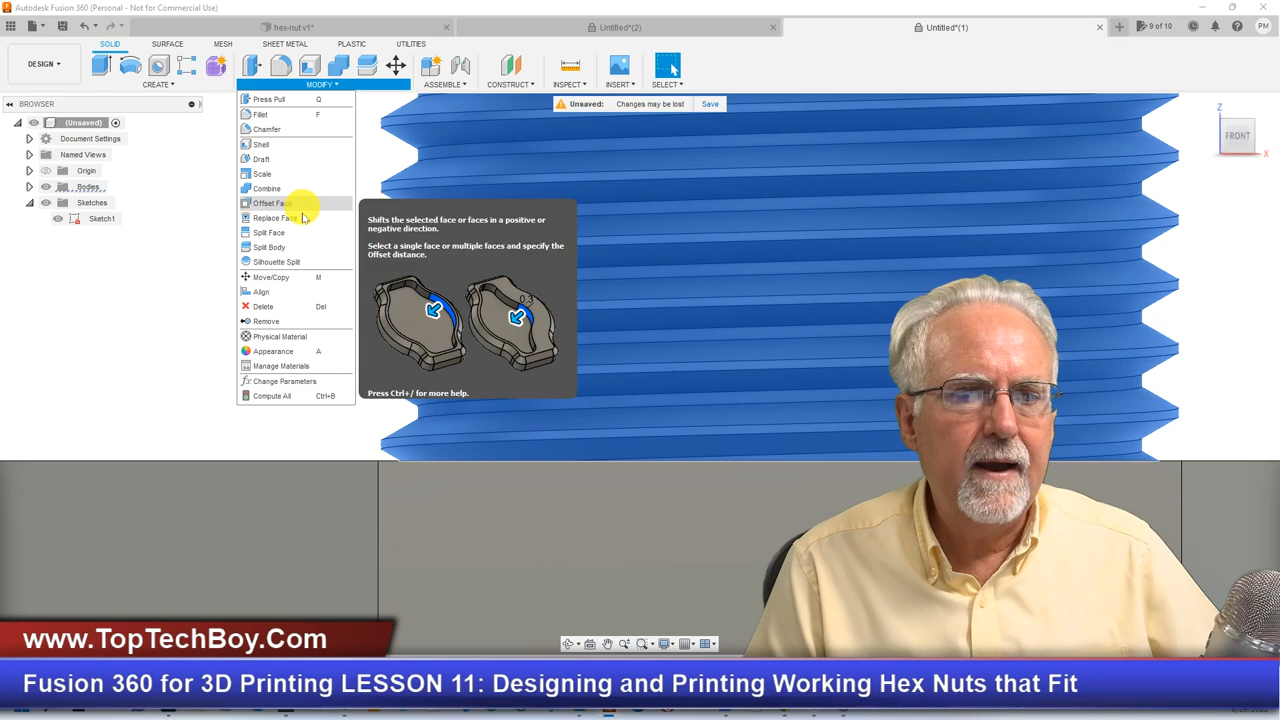 Autodesk Fusion 360 (Personal - Not for Commercial Use)
hex-nut v1*
Untitled*(2)
Untitled*(1)
9 of 10
PM
SOLID
SURFACE
MESH
SHEET METAL
PLASTIC
UTILITIES
DESIGN
CREATE
MODIFY
ASSEMBLE
CONSTRUCT
INSPECT
INSERT
SELECT
BROWSER
Unsaved: Changes may be lost
Save
(Unsaved)
Document Settings
Named Views
Origin
Bodies
Sketches
Sketch1
Press Pull Q
Fillet F
Chamfer
Shell
Draft
Scale
Combine
Offset Face
Replace Face
Split Face
Split Body
Silhouette Split
Move/Copy M
Align
Delete Del
Remove
Physical Material
Appearance A
Manage Materials
Change Parameters
Compute All Ctrl+B
Shifts the selected face or faces in a positive or
negative direction.
Select a single face or multiple faces and specify the
Offset distance.
0.3
Press Ctrl+/ for more help.
Z
FRONT
X
www.TopTechBoy.Com
Fusion 360 for 3D Printing LESSON 11: Designing and Printing Working Hex Nuts that Fit